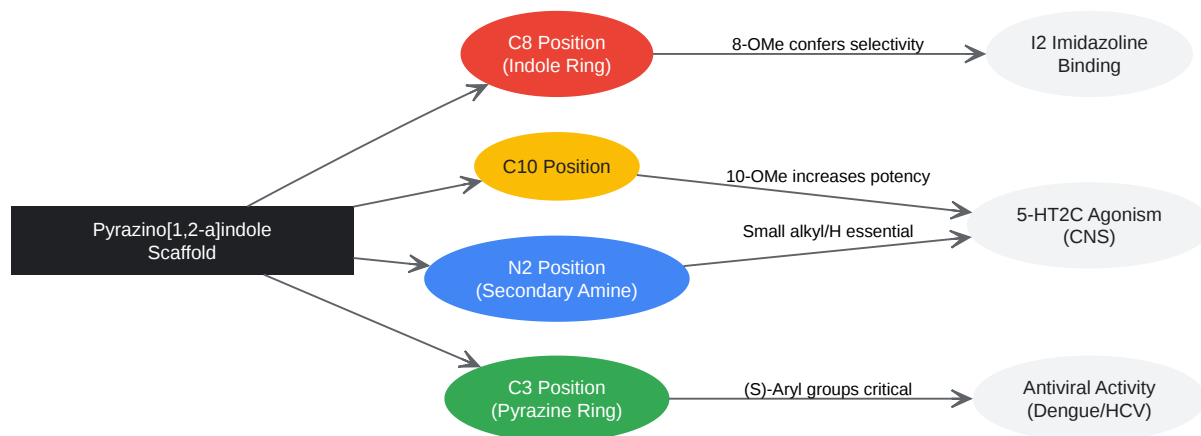 Pyrazino[1,2-a]indole
Scaffold
C8 Position
(Indole Ring)
8-OMe confers selectivity
I2 Imidazoline
Binding
C10 Position
10-OMe increases potency
5-HT2C Agonism
(CNS)
N2 Position
(Secondary Amine)
Small alkyl/H essential
C3 Position
(Pyrazine Ring)
(S)-Aryl groups critical
Antiviral Activity
(Dengue/HCV)